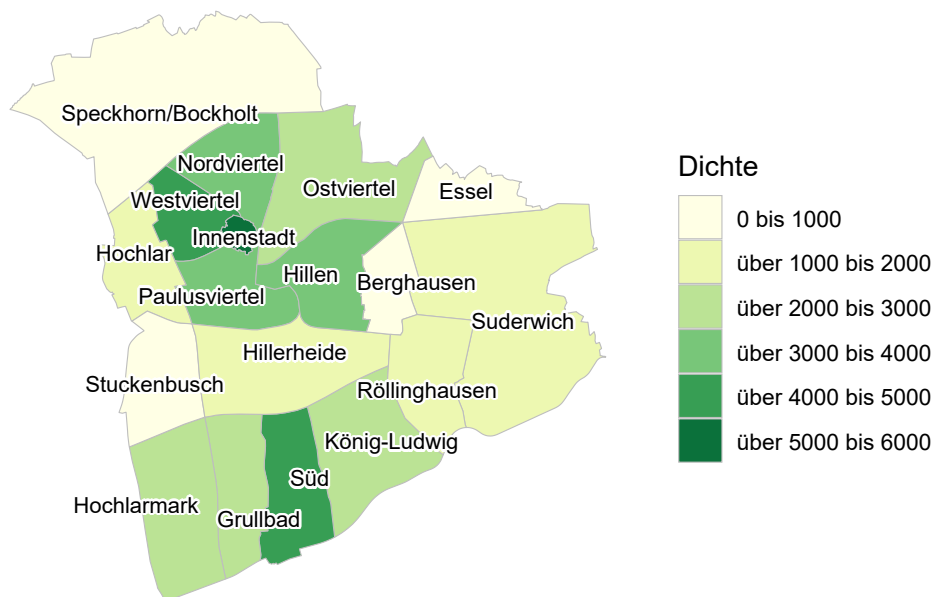 Speckhorn/Bockholt
Nordviertel
Ostviertel
Essel
Westviertel
Innenstadt
Hochlar
Hillen
Berghausen
Paulusviertel
Suderwich
Hillerheide
Stuckenbusch
Röllinghausen
König-Ludwig
Süd
Hochlarmark
Grullbad
Dichte
0 bis 1000
über 1000 bis 2000
über 2000 bis 3000
über 3000 bis 4000
über 4000 bis 5000
über 5000 bis 6000